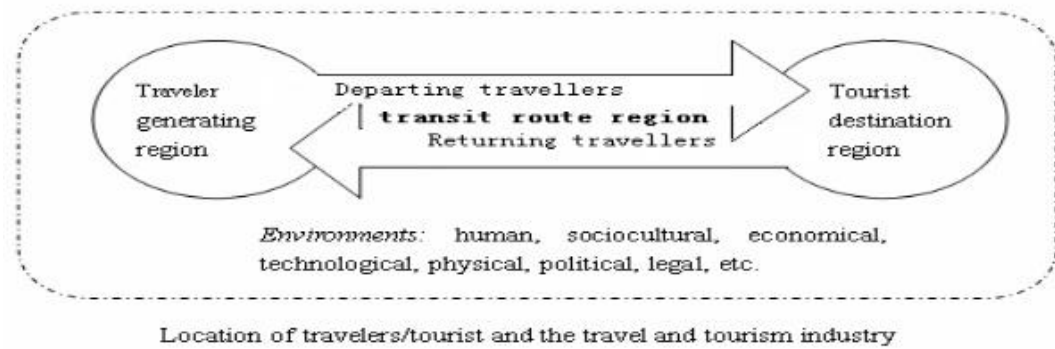 Traveler
generating
region
Departing travellers
transit route region
Returning travellers
Tourist
destination
region
Environments: human, sociocultural, economical,
technological, physical, political, legal, etc.
Location of travelers/tourist and the travel and tourism industry